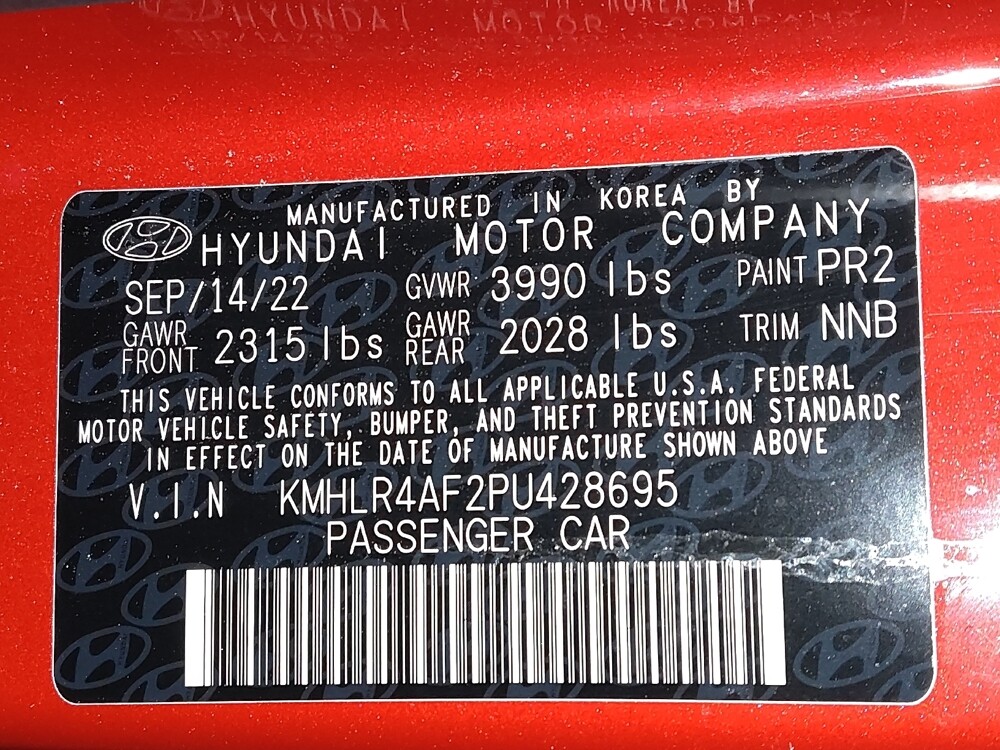 MANUFACTURED IN KOREA BY
HYUNDAI MOTOR COMPANY
SEP/14/22 GVWR 3990 lbs PAINT PR2
GAWR FRONT 2315 lbs GAWR REAR 2028 lbs TRIM NNB
THIS VEHICLE CONFORMS TO ALL APPLICABLE U.S.A. FEDERAL
MOTOR VEHICLE SAFETY, BUMPER, AND THEFT PREVENTION STANDARDS
IN EFFECT ON THE DATE OF MANUFACTURE SHOWN ABOVE
V.I.N KMHLR4AF2PU428695
PASSENGER CAR